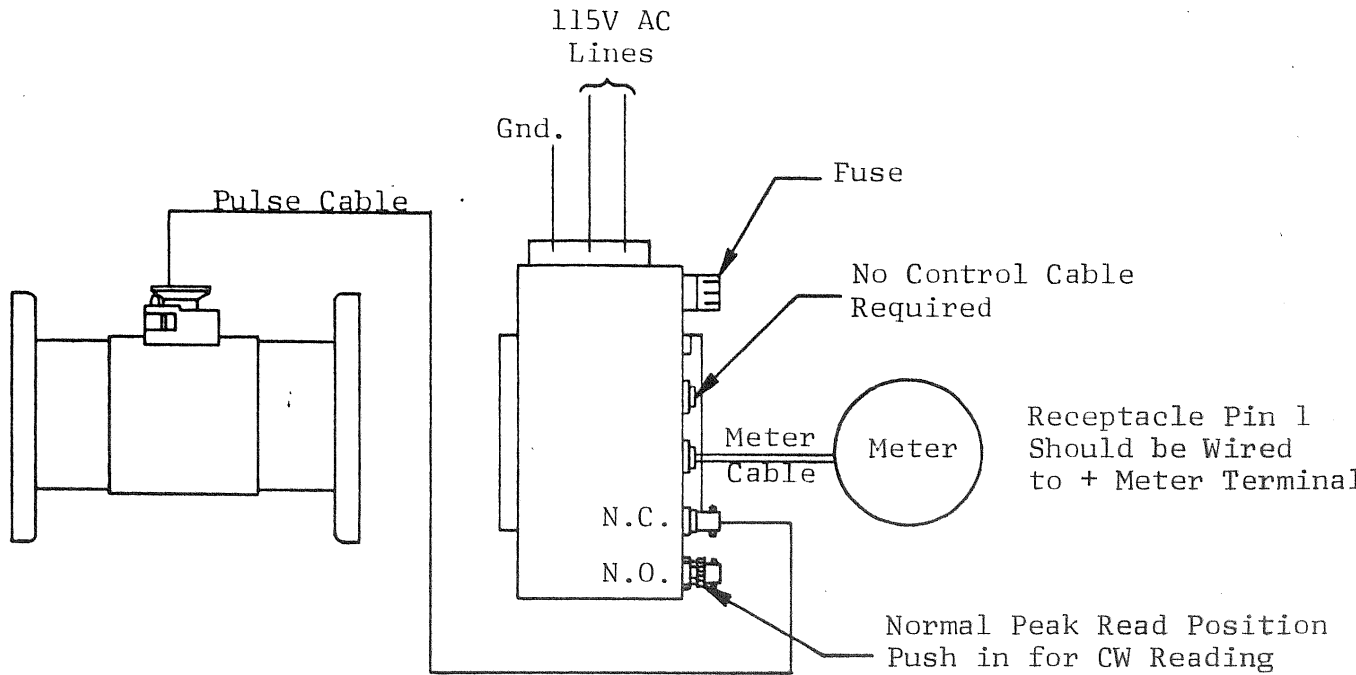 115V AC
Lines
Gnd.
Fuse
Pulse Cable
No Control Cable
Required
Meter
Cable
Meter
Receptacle Pin 1
Should be Wired
to + Meter Terminal
N.C.
N.O.
Normal Peak Read Position
Push in for CW Reading